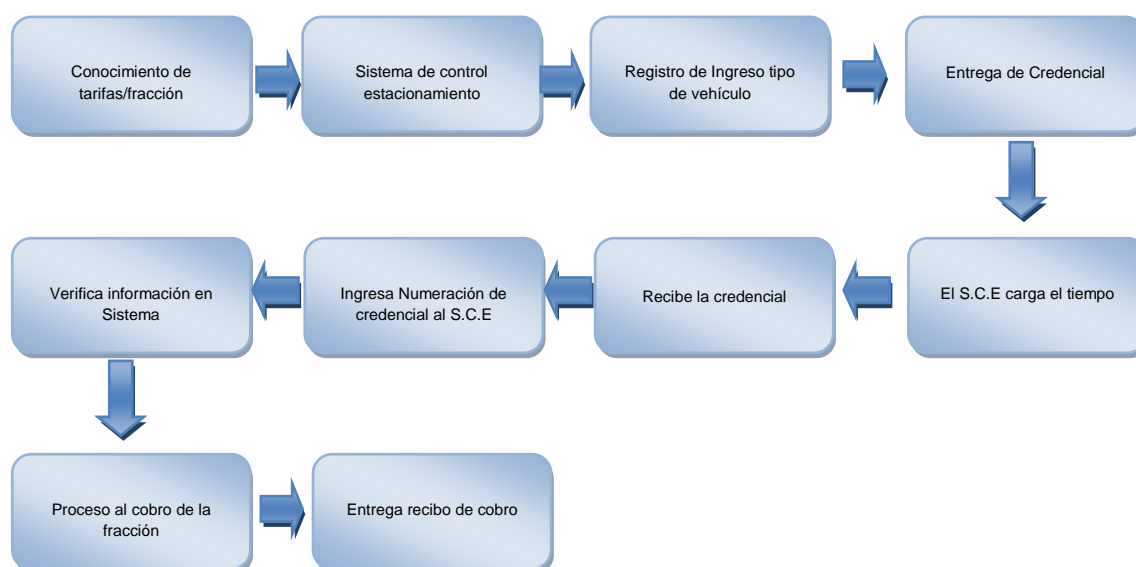 Conocimiento de
tarifas/fracción
Sistema de control
estacionamiento
Registro de Ingreso tipo
de vehículo
Entrega de Credencial
El S.C.E carga el tiempo
Recibe la credencial
Ingresa Numeración de
credencial al S.C.E
Verifica información en
Sistema
Proceso al cobro de la
fracción
Entrega recibo de cobro